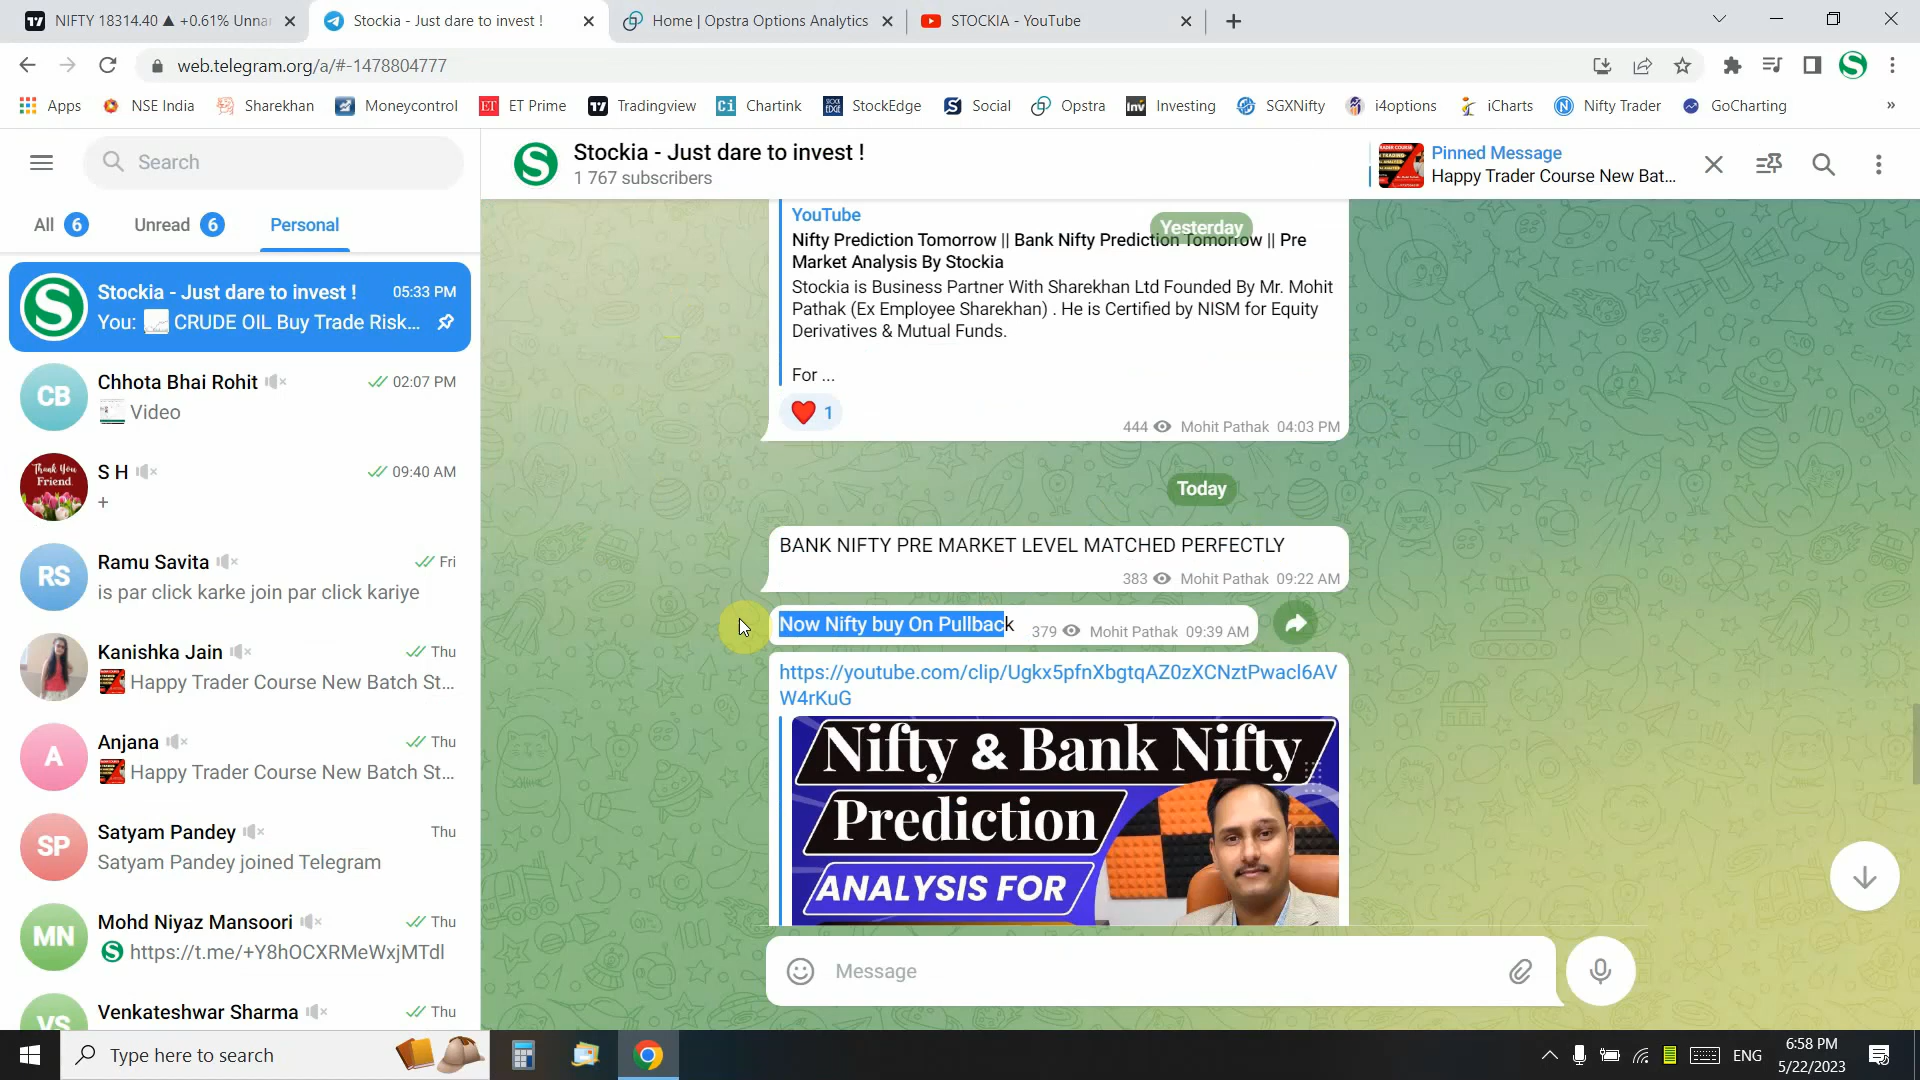 NIFTY 18314.40 ▲ +0.61% Unna
Stockia - Just dare to invest !
Home | Opstra Options Analytics
STOCKIA - YouTube
web.telegram.org/a/#-1478804777
Apps
NSE India
Sharekhan
Moneycontrol
ET Prime
Tradingview
Chartink
StockEdge
Social
Opstra
Investing
SGXNifty
i4options
iCharts
Nifty Trader
GoCharting
»
Search
All 6
Unread 6
Personal
Stockia - Just dare to invest ! 05:33 PM
You: CRUDE OIL Buy Trade Risk...
CB
Chhota Bhai Rohit 02:07 PM
Video
Thank You
Friend
S H 09:40 AM
+
RS
Ramu Savita Fri
is par click karke join par click kariye
Kanishka Jain Thu
Happy Trader Course New Batch St...
A
Anjana Thu
Happy Trader Course New Batch St...
SP
Satyam Pandey Thu
Satyam Pandey joined Telegram
MN
Mohd Niyaz Mansoori Thu
https://t.me/+Y8hOCXRMeWxjMTdl
VS
Venkateshwar Sharma Thu
Stockia - Just dare to invest !
1 767 subscribers
Pinned Message
Happy Trader Course New Bat...
Yesterday
YouTube
Nifty Prediction Tomorrow || Bank Nifty Prediction Tomorrow || Pre
Market Analysis By Stockia
Stockia is Business Partner With Sharekhan Ltd Founded By Mr. Mohit
Pathak (Ex Employee Sharekhan) . He is Certified by NISM for Equity
Derivatives & Mutual Funds.
For ...
1
444 Mohit Pathak 04:03 PM
Today
BANK NIFTY PRE MARKET LEVEL MATCHED PERFECTLY
383 Mohit Pathak 09:22 AM
Now Nifty buy On Pullback 379 Mohit Pathak 09:39 AM
https://youtube.com/clip/Ugkx5pfnXbgtqAZ0zXCNztPwacl6AV
W4rKuG
Nifty & Bank Nifty
Prediction
ANALYSIS FOR
Message
Type here to search
ENG
6:58 PM
5/22/2023